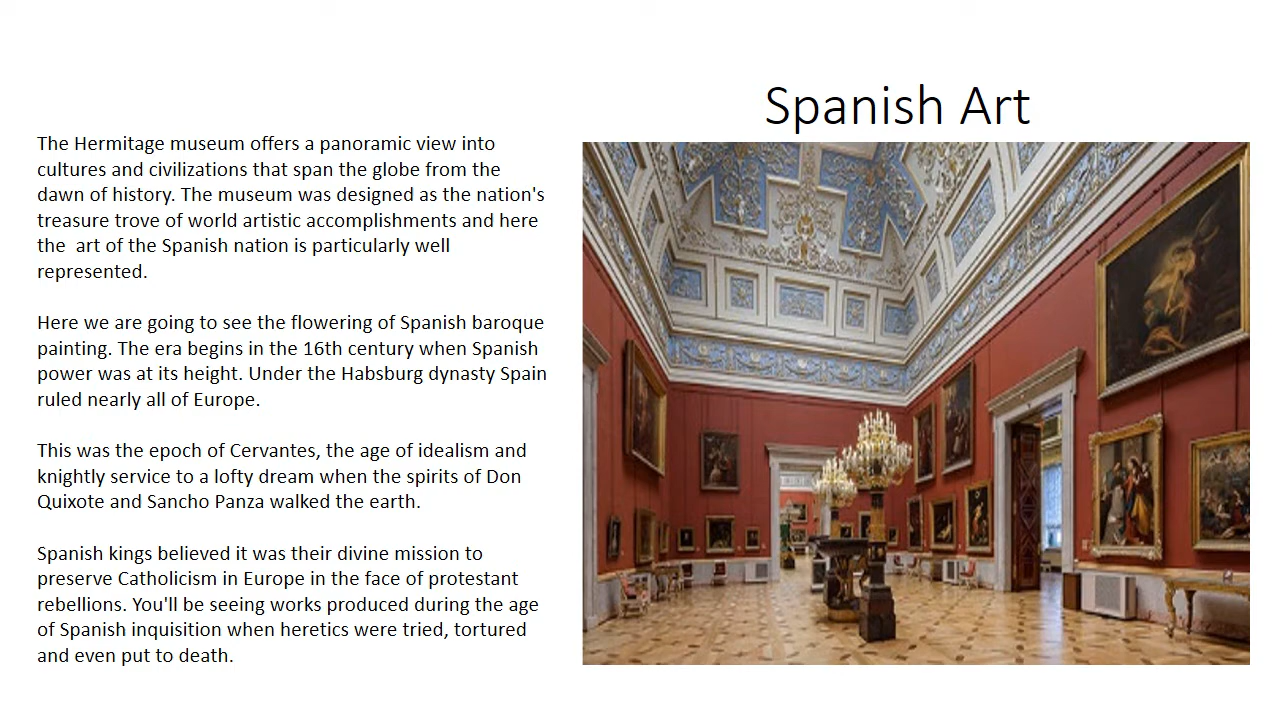 Spanish Art
The Hermitage museum offers a panoramic view into
cultures and civilizations that span the globe from the
dawn of history. The museum was designed as the nation's
treasure trove of world artistic accomplishments and here
the  art of the Spanish nation is particularly well
represented.
Here we are going to see the flowering of Spanish baroque
painting. The era begins in the 16th century when Spanish
power was at its height. Under the Habsburg dynasty Spain
ruled nearly all of Europe.
This was the epoch of Cervantes, the age of idealism and
knightly service to a lofty dream when the spirits of Don
Quixote and Sancho Panza walked the earth.
Spanish kings believed it was their divine mission to
preserve Catholicism in Europe in the face of protestant
rebellions. You'll be seeing works produced during the age
of Spanish inquisition when heretics were tried, tortured
and even put to death.